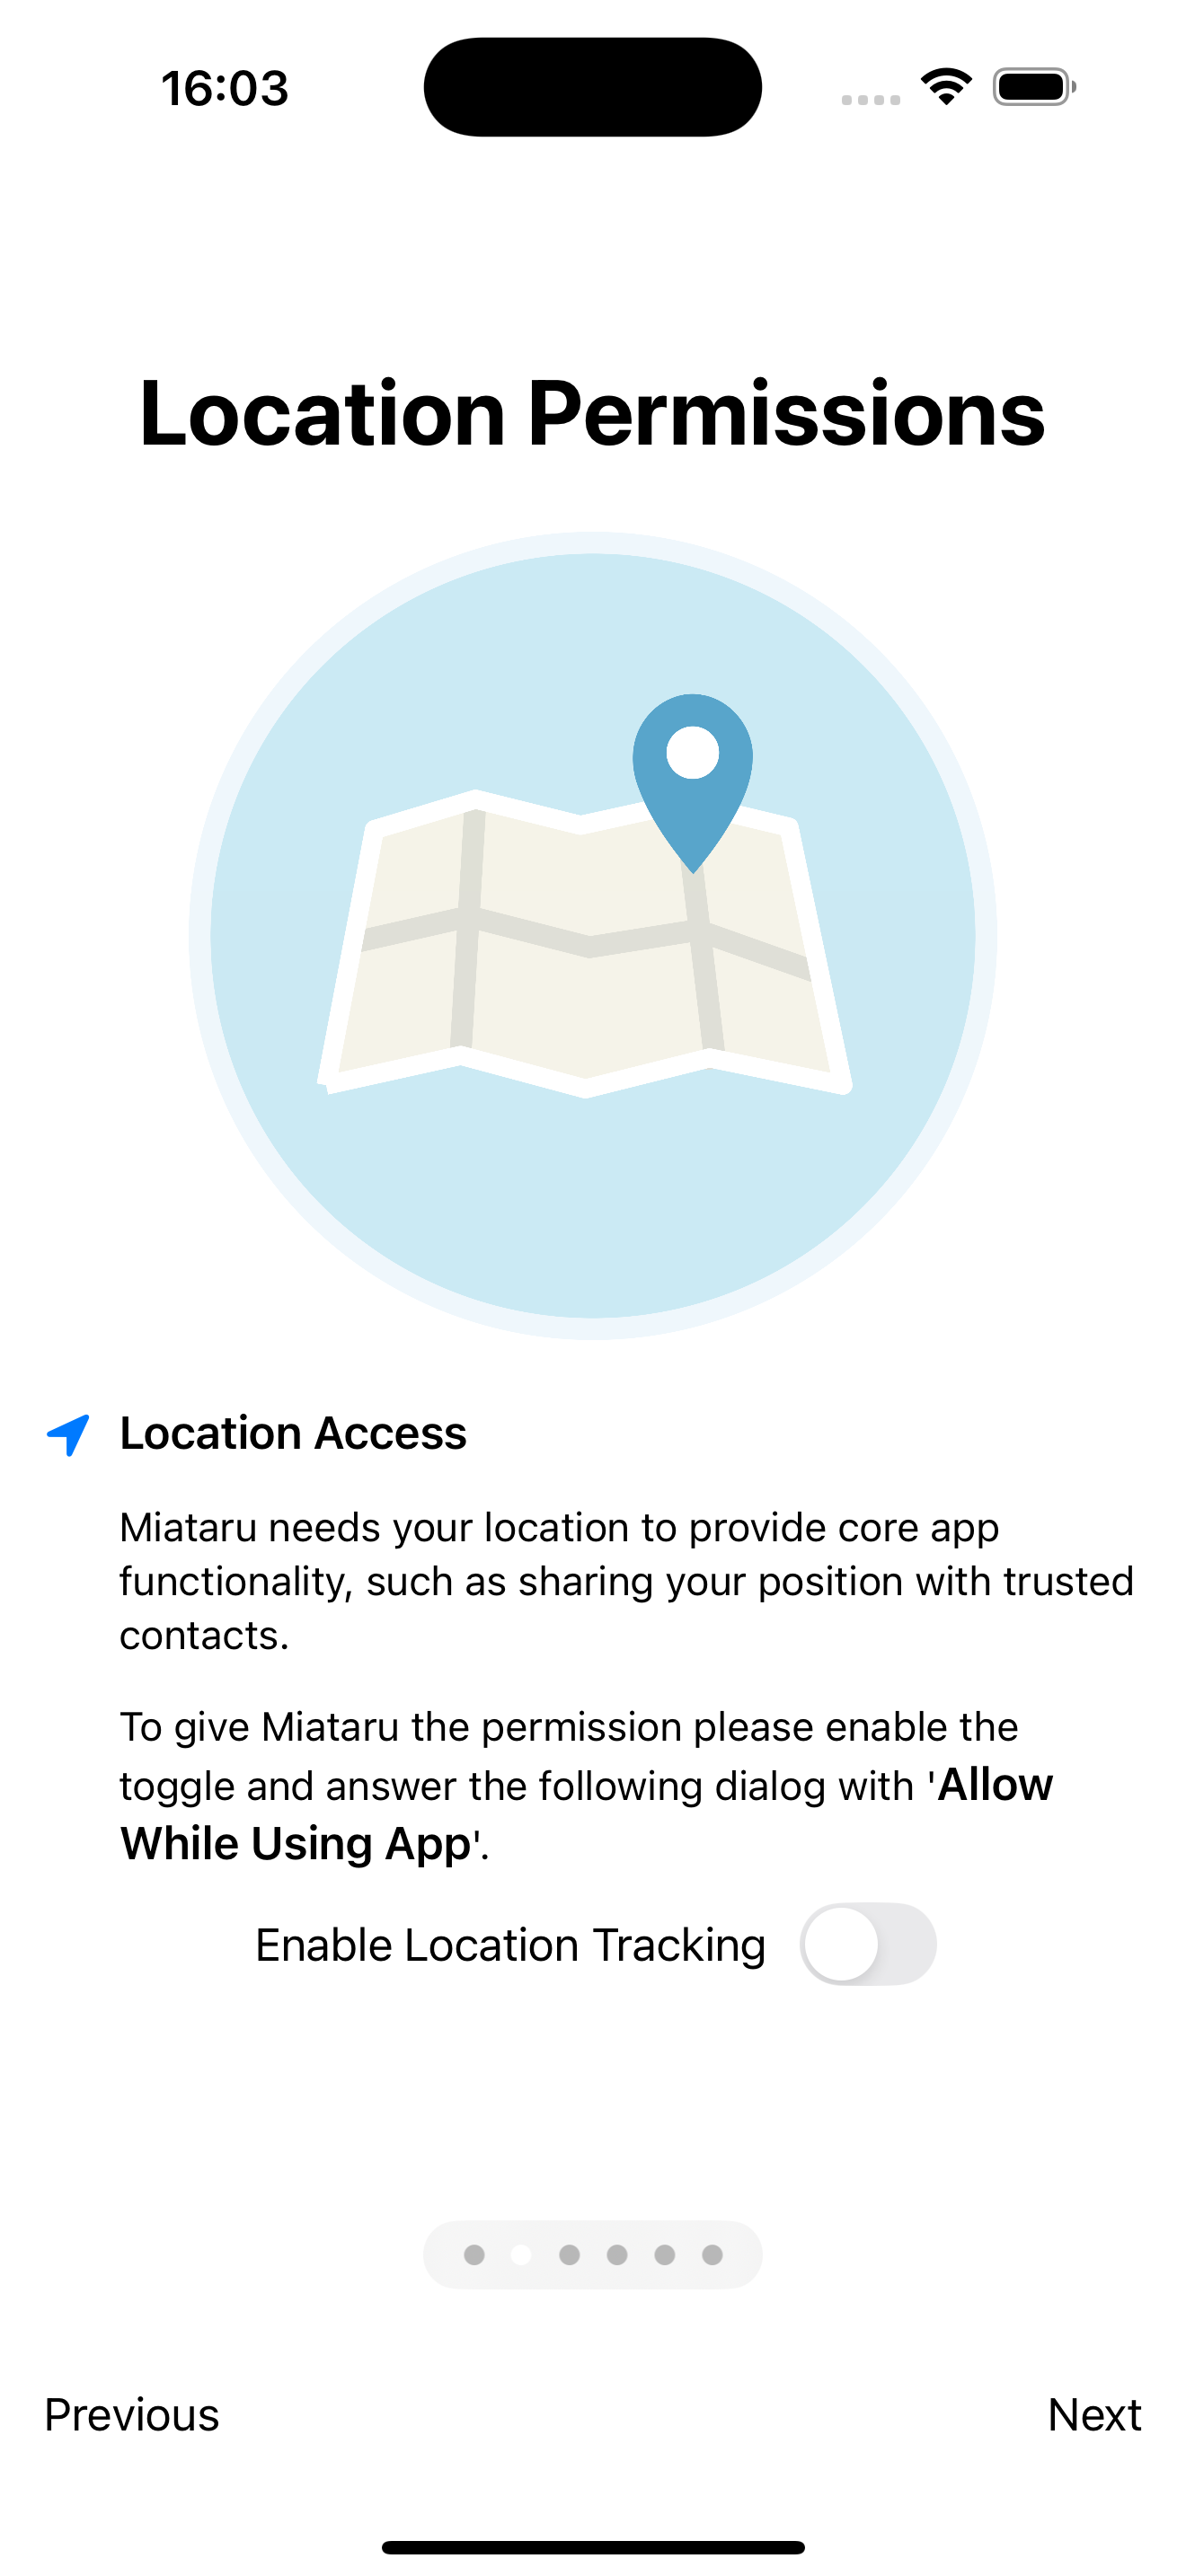 16:03
Location Permissions
Location Access
Miataru needs your location to provide core app
functionality, such as sharing your position with trusted
contacts.
To give Miataru the permission please enable the
toggle and answer the following dialog with 'Allow
While Using App'.
Enable Location Tracking
Previous
Next